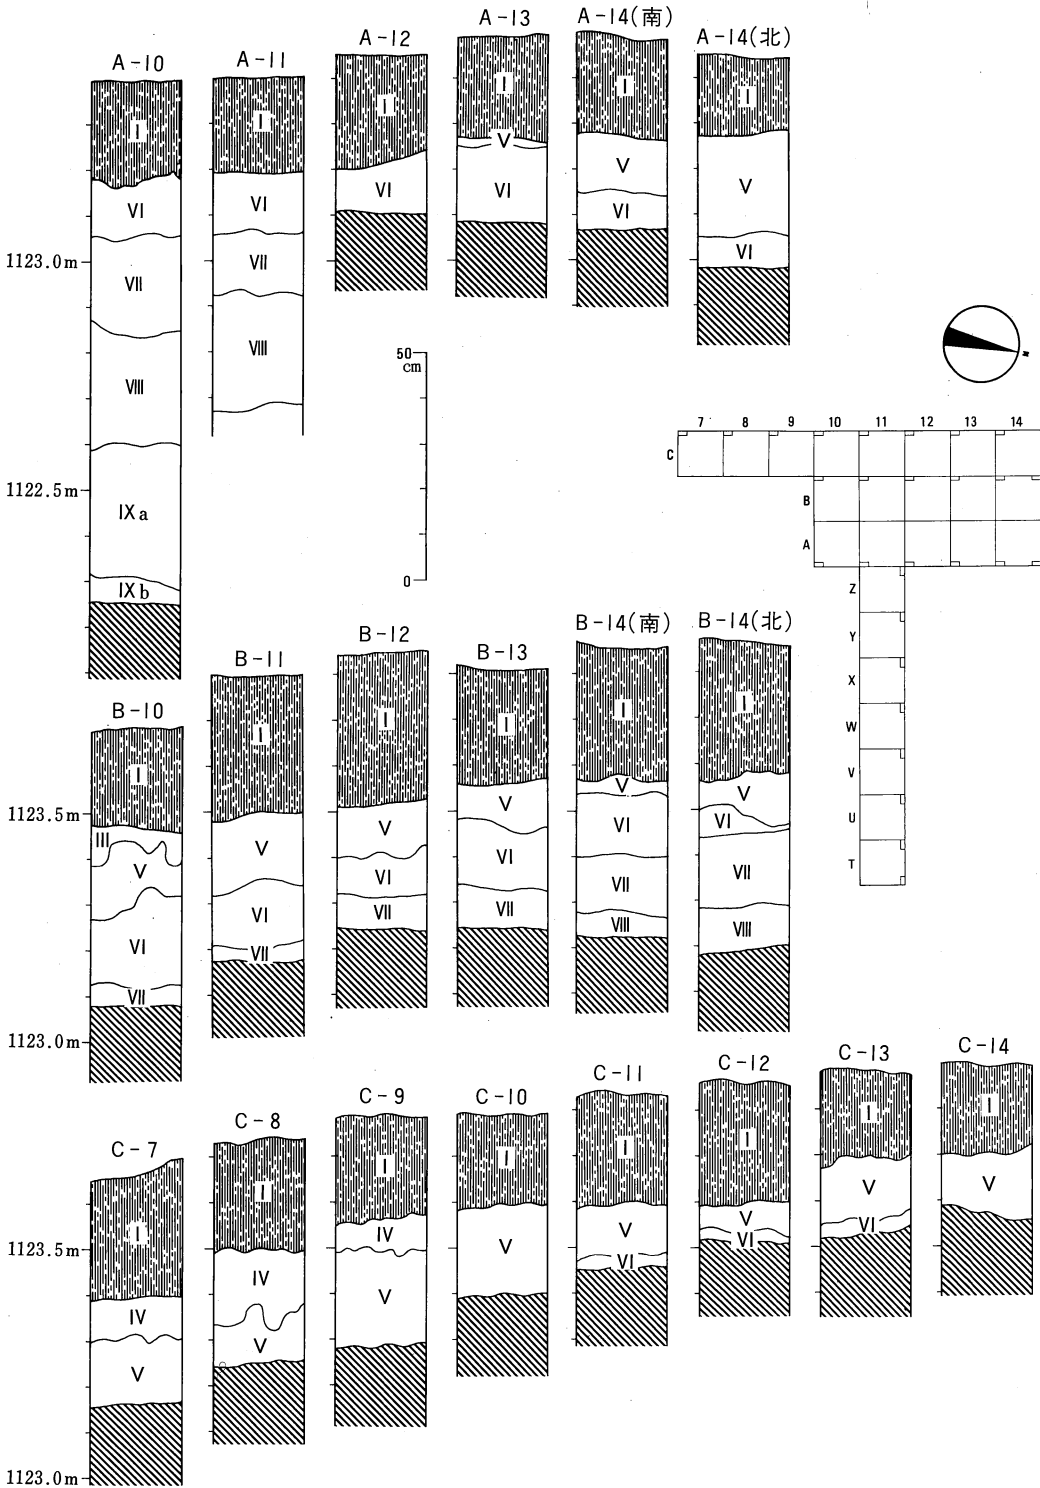 A-10
I
VI
VII
VIII
IXa
IXb
A-11
I
VI
VII
VIII
A-12
I
VI
A-13
I
V
VI
A-14(南)
I
V
VI
A-14(北)
I
V
VI
1123.0m
1122.5m
50
cm
0
N
7 8 9 10 11 12 13 14
C
B
A
Z
Y
X
W
V
U
T
B-10
I
III
V
VI
VII
B-11
I
V
VI
VII
B-12
I
V
VI
VII
B-13
I
V
VI
VII
B-14(南)
I
V
VI
VII
VIII
B-14(北)
I
V
VI
VII
VIII
1123.5m
1123.0m
C-7
I
IV
V
C-8
I
IV
V
C-9
I
IV
V
C-10
I
V
C-11
I
V
VI
C-12
I
V
VI
C-13
I
V
VI
C-14
I
V
1123.5m
1123.0m